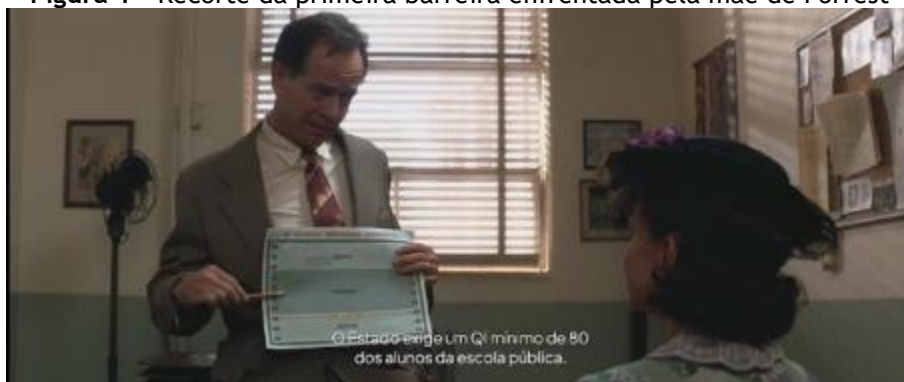 Figura 1 - Recorte da primeira barreira enfrentada pela mãe de Forrest
O Estado exige um QI mínimo de 80
dos alunos da escola pública.